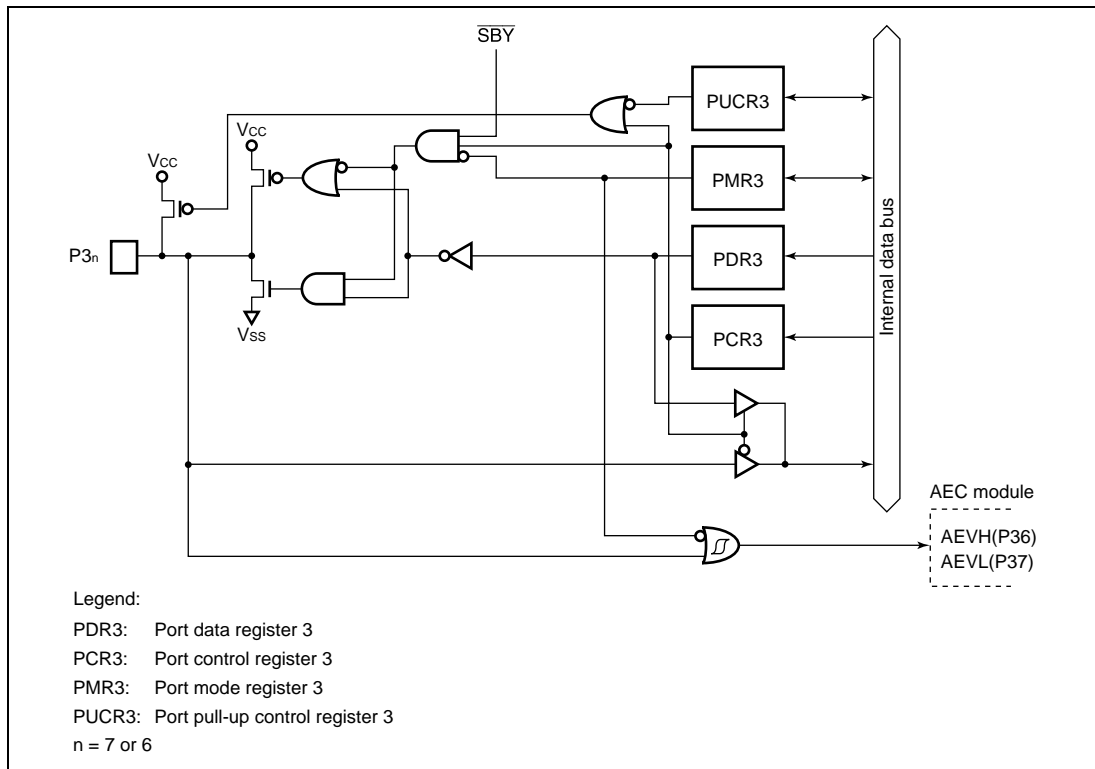 SBY
PUCR3
VCC
VCC
PMR3
P3n
PDR3
VSS
PCR3
Internal data bus
AEC module
AEVH(P36)
AEVL(P37)
Legend:
PDR3: Port data register 3
PCR3: Port control register 3
PMR3: Port mode register 3
PUCR3: Port pull-up control register 3
n = 7 or 6